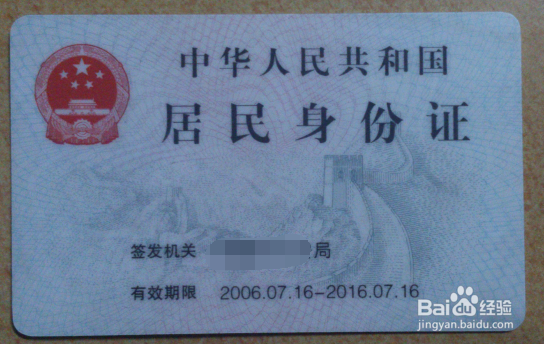 中华人民共和国
居民身份证
签发机关 局
有效期限 2006.07.16-2016.07.16
Baidu 经验
jingyan.baidu.com